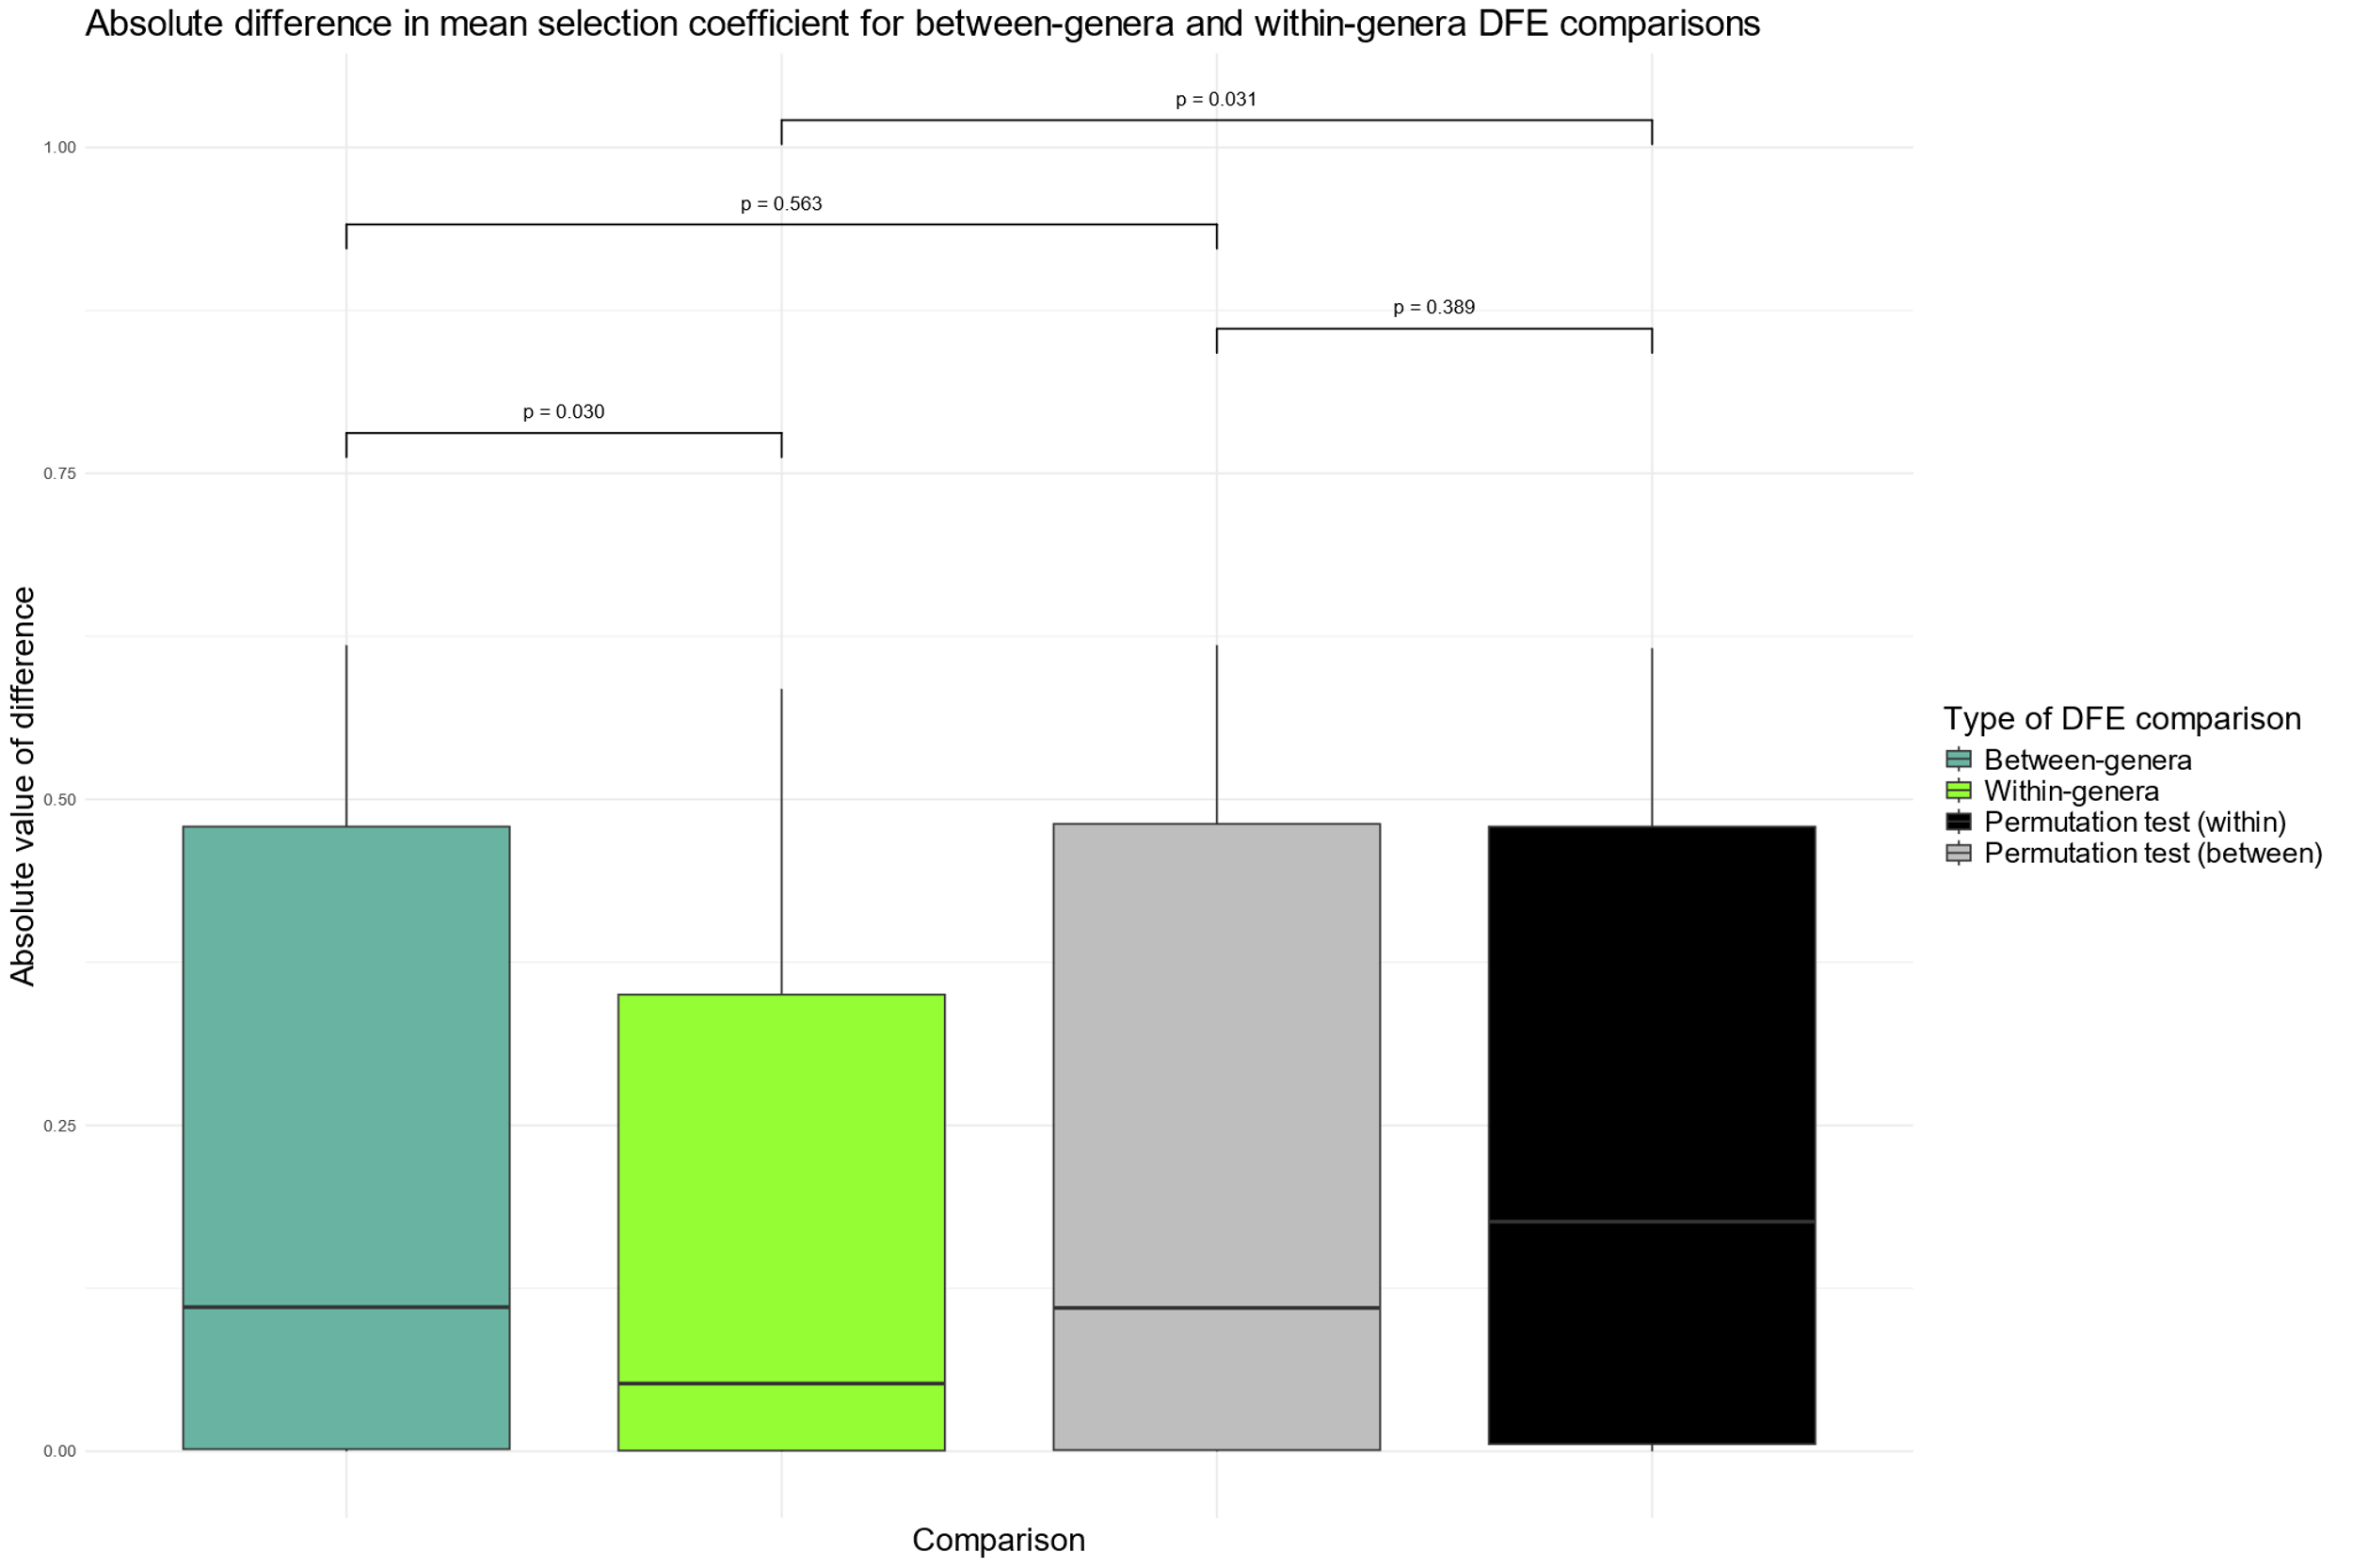 Absolute difference in mean selection coefficient for between-genera and within-genera DFE comparisons
p = 0.031
1.00
p = 0.563
p = 0.389
p = 0.030
0.75
0.50
0.25
0.00
Absolute value of difference
Comparison
Type of DFE comparison
Between-genera
Within-genera
Permutation test (within)
Permutation test (between)